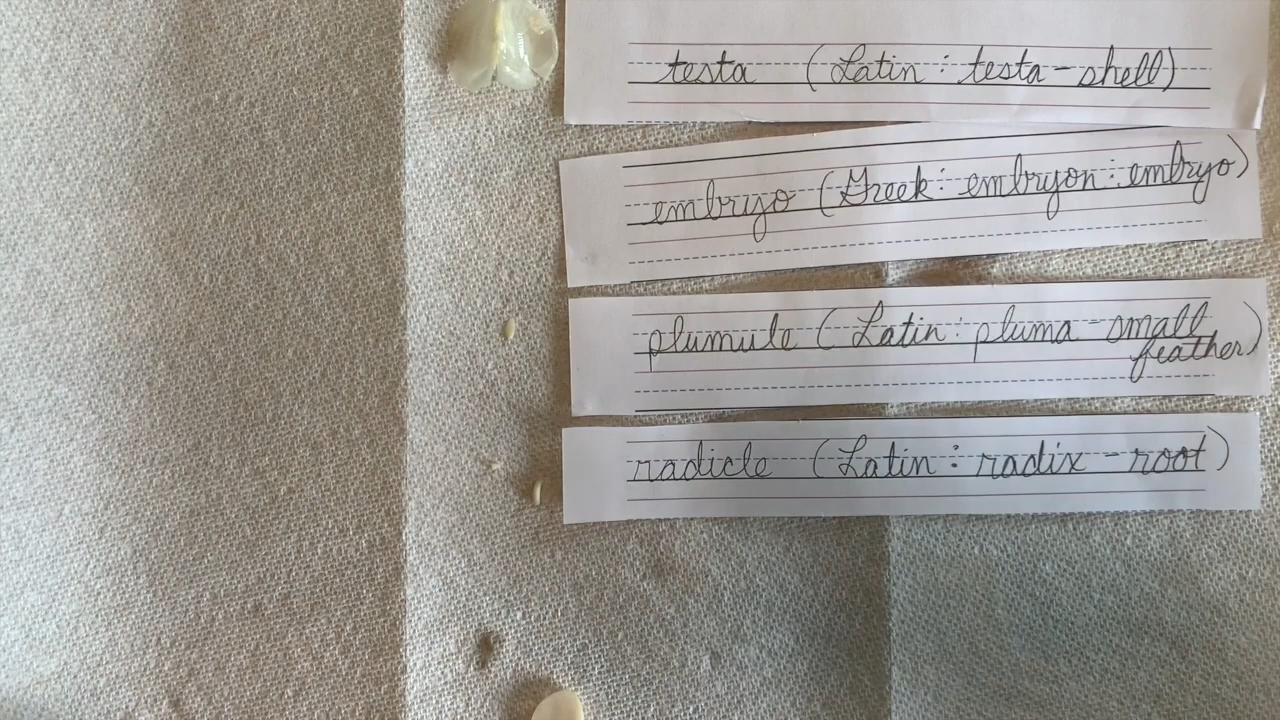 testa (Latin: testa-shell)
embryo (Greek: embryon: embryo)
plumule (Latin: pluma-small
feather)
radicle (Latin: radix-root)